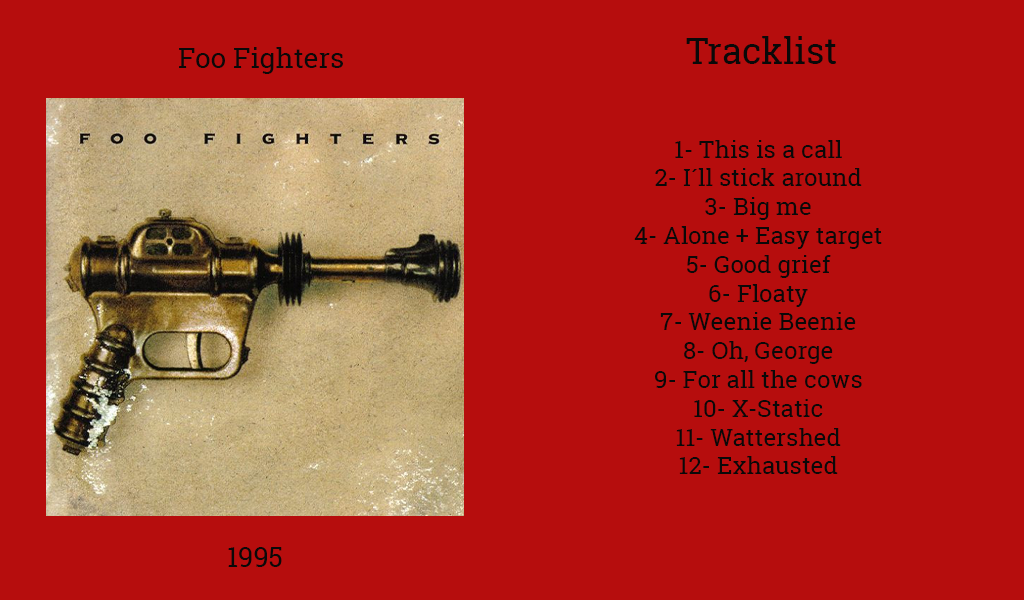 Foo Fighters
FOO FIGHTERS
1995
Tracklist
1- This is a call
2- I´ll stick around
3- Big me
4- Alone + Easy target
5- Good grief
6- Floaty
7- Weenie Beenie
8- Oh, George
9- For all the cows
10- X-Static
11- Wattershed
12- Exhausted